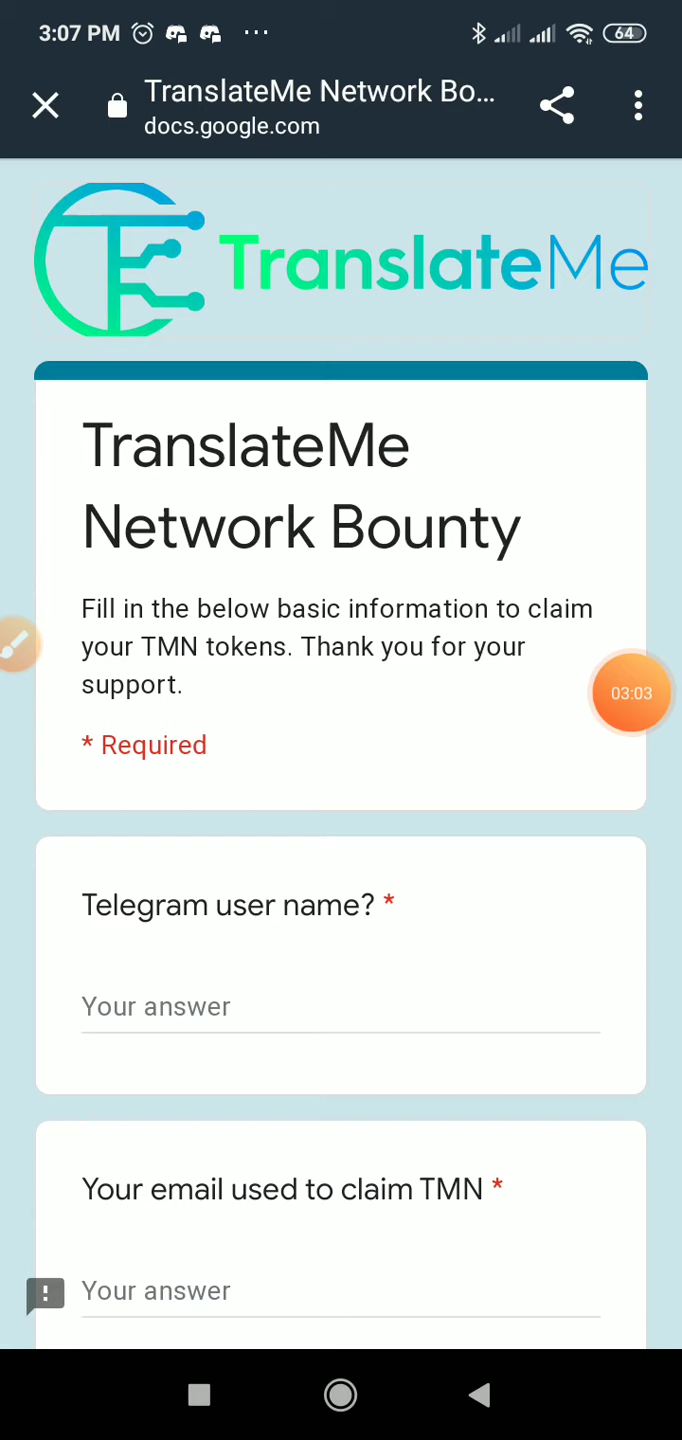 3:07 PM ... 64
TranslateMe Network Bo...
docs.google.com
TranslateMe
TranslateMe
Network Bounty
Fill in the below basic information to claim
your TMN tokens. Thank you for your
support.
03:03
* Required
Telegram user name? *
Your answer
Your email used to claim TMN *
Your answer